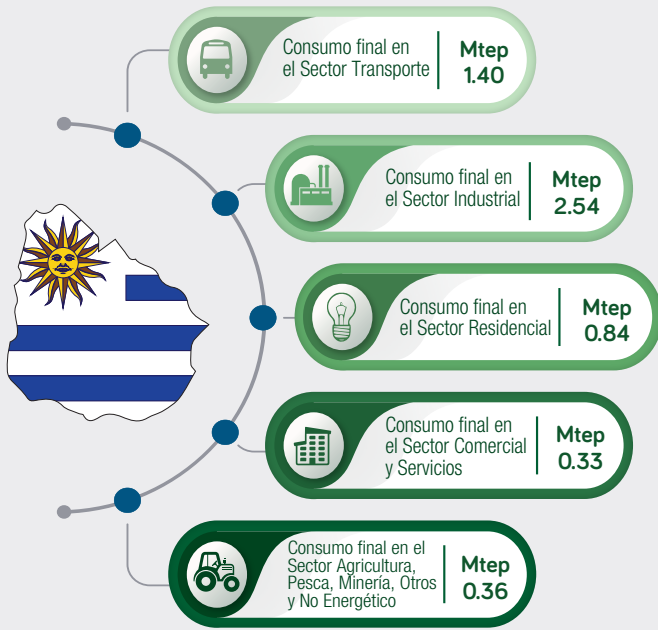 Consumo final en
el Sector Transporte
Mtep
1.40
Consumo final en
el Sector Industrial
Mtep
2.54
Consumo final en
el Sector Residencial
Mtep
0.84
Consumo final en
el Sector Comercial
y Servicios
Mtep
0.33
Consumo final en el
Sector Agricultura,
Pesca, Minería, Otros
y No Energético
Mtep
0.36